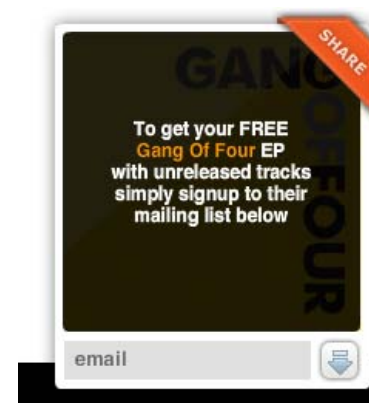 SHARE
GANG
OF FOUR
To get your FREE
Gang Of Four EP
with unreleased tracks
simply signup to their
mailing list below
email